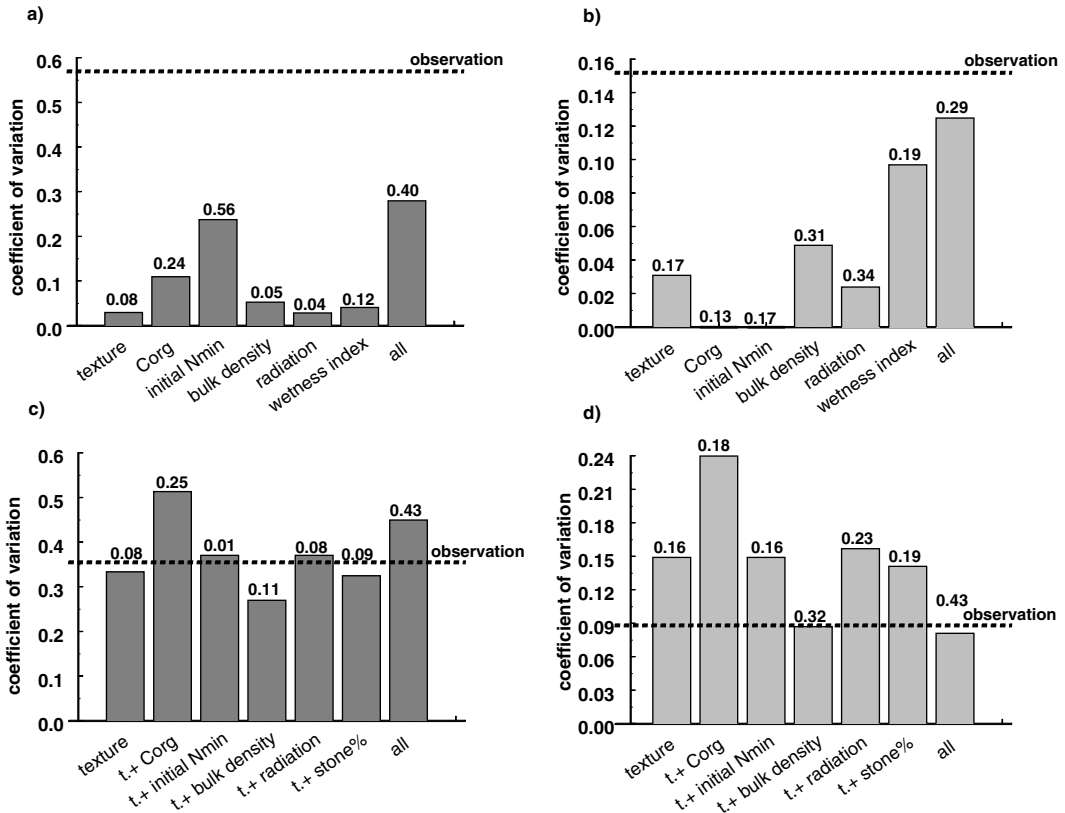 a)
observation
coefficient of variation
0.6
0.5
0.4
0.3
0.2
0.1
0.0
0.08
0.24
0.56
0.05
0.04
0.12
0.40
texture
Corg
initial Nmin
bulk density
radiation
wetness index
all
b)
observation
coefficient of variation
0.16
0.14
0.12
0.10
0.08
0.06
0.04
0.02
0.00
0.17
0.13
0.17
0.31
0.34
0.19
0.29
texture
Corg
initial Nmin
bulk density
radiation
wetness index
all
c)
observation
coefficient of variation
0.6
0.5
0.4
0.3
0.2
0.1
0.0
0.08
0.25
0.01
0.11
0.08
0.09
0.43
texture
t.+ Corg
t.+ initial Nmin
t.+ bulk density
t.+ radiation
t.+ stone%
all
d)
observation
coefficient of variation
0.24
0.21
0.18
0.15
0.12
0.09
0.06
0.03
0.00
0.16
0.18
0.16
0.32
0.23
0.19
0.43
texture
t.+ Corg
t.+ initial Nmin
t.+ bulk density
t.+ radiation
t.+ stone%
all